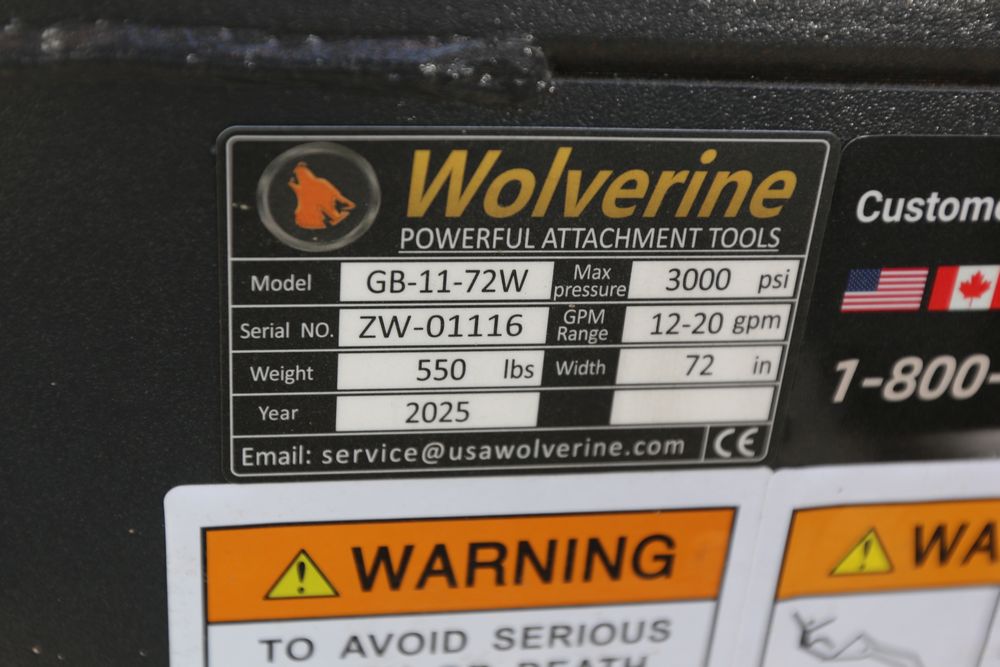 Wolverine
POWERFUL ATTACHMENT TOOLS
Model GB-11-72W Max pressure 3000 psi
Serial NO. ZW-01116 GPM Range 12-20 gpm
Weight 550 lbs Width 72 in
Year 2025
Email: service@usawolverine.com CE
WARNING
TO AVOID SERIOUS
OR DEATH
Custome
1-800-
WA